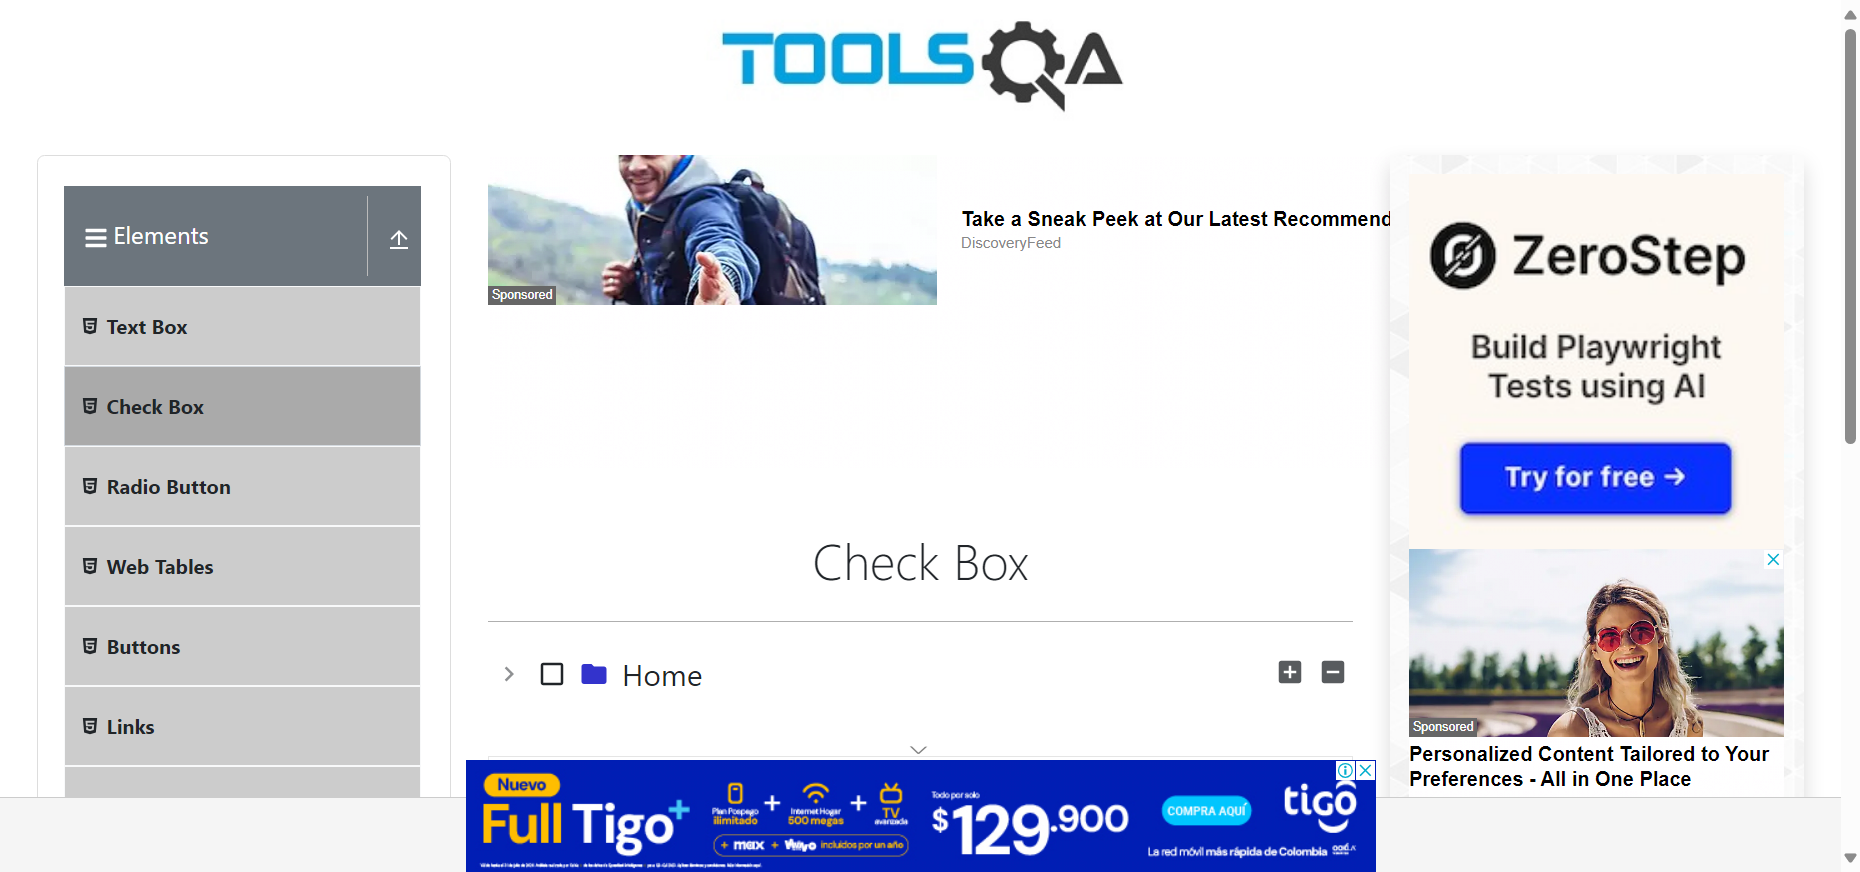 TOOLSQA
Elements
Text Box
Check Box
Radio Button
Web Tables
Buttons
Links
Sponsored
Take a Sneak Peek at Our Latest Recommend
DiscoveryFeed
Check Box
Home
ZeroStep
Build Playwright
Tests using AI
Try for free →
Sponsored
Personalized Content Tailored to Your
Preferences - All in One Place
Nuevo
Full Tigo+
Plan Pospago
ilimitado
+
Internet Hogar
500 megas
+
TV
avanzada
+ max + incluidos por un año
Todo por solo
$129.900
COMPRA AQUÍ
tigo
La red móvil más rápida de Colombia